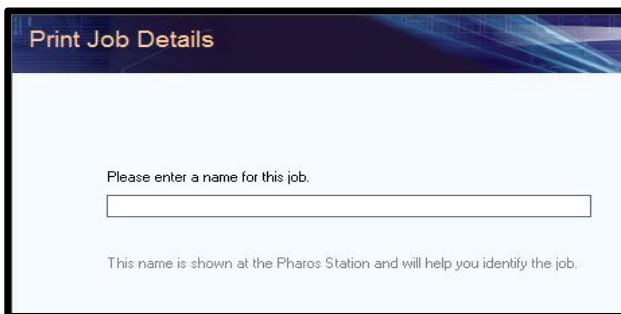 Print Job Details
Please enter a name for this job.
This name is shown at the Pharos Station and will help you identify the job.